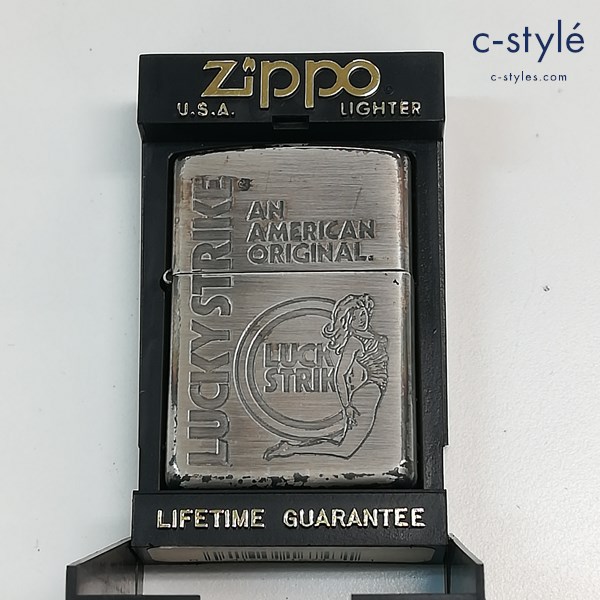 c-stylé
c-styles.com
Zippo
U.S.A. LIGHTER
LUCKY STRIKE
AN
AMERICAN
ORIGINAL.
LUCK
STRIK
LIFETIME GUARANTEE